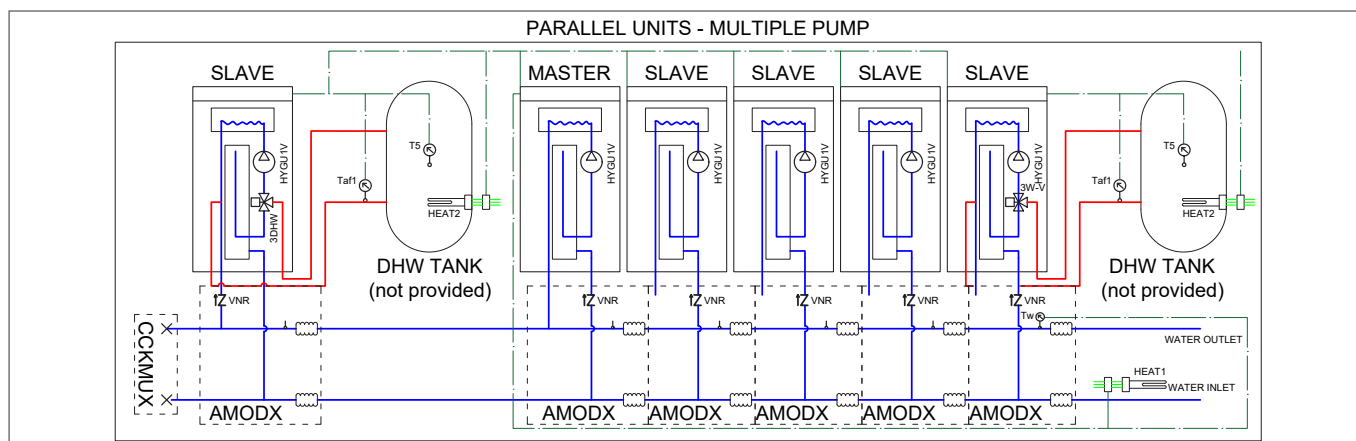 PARALLEL UNITS - MULTIPLE PUMP
SLAVE
MASTER
SLAVE
SLAVE
SLAVE
SLAVE
HYGU1V
T5
Taf1
3DHW
HEAT2
DHW TANK
(not provided)
HYGU1V
HYGU1V
HYGU1V
HYGU1V
HYGU1V
3W-V
T5
Taf1
HEAT2
DHW TANK
(not provided)
VNR
VNR
VNR
VNR
VNR
VNR
Tw
CCKMUX
WATER OUTLET
HEAT1
WATER INLET
AMODX
AMODX
AMODX
AMODX
AMODX
AMODX